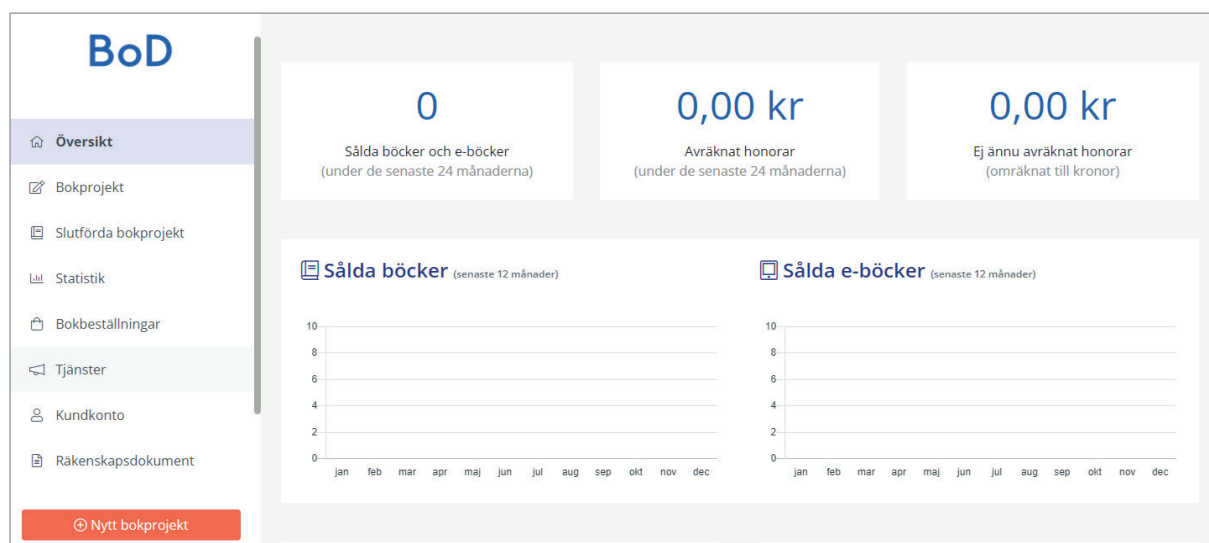 BoD
Översikt
Bokprojekt
Slutförda bokprojekt
Statistik
Bokbeställningar
Tjänster
Kundkonto
Räkenskapsdokument
Nytt bokprojekt
0
Sålda böcker och e-böcker
(under de senaste 24 månaderna)
0,00 kr
Avräknat honorar
(under de senaste 24 månaderna)
0,00 kr
Ej ännu avräknat honorar
(omräknat till kronor)
Sålda böcker (senaste 12 månader)
10
8
6
4
2
0
jan feb mar apr maj jun jul aug sep okt nov dec
Sålda e-böcker (senaste 12 månader)
10
8
6
4
2
0
jan feb mar apr maj jun jul aug sep okt nov dec